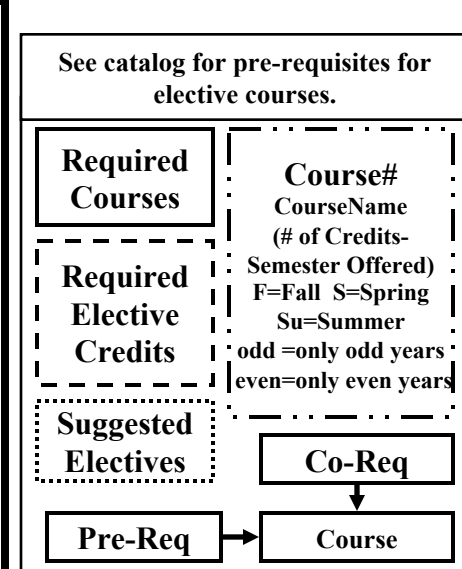 See catalog for pre-requisites for
elective courses.
Required
Courses
Course#
CourseName
(# of Credits-
Semester Offered)
F=Fall S=Spring
Su=Summer
odd =only odd years
even=only even years
Required
Elective
Credits
Suggested
Electives
Co-Req
Pre-Req
Course